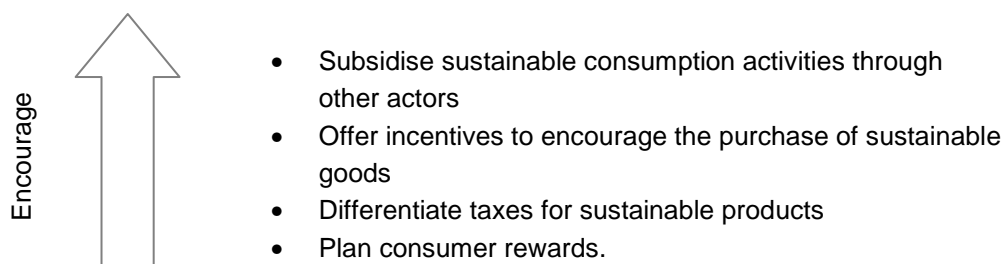 Encourage
• Subsidise sustainable consumption activities through
other actors
• Offer incentives to encourage the purchase of sustainable
goods
• Differentiate taxes for sustainable products
• Plan consumer rewards.